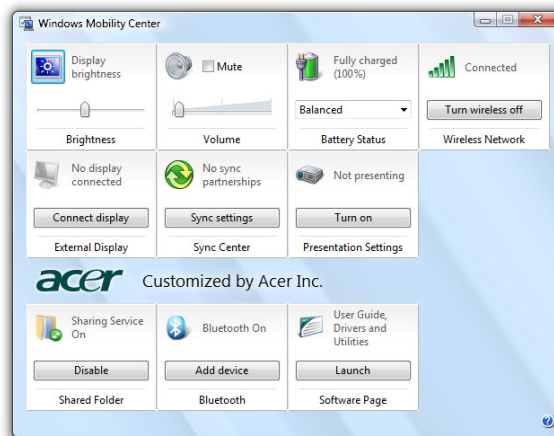 Windows Mobility Center
Display
brightness
Brightness
Mute
Volume
Fully charged
(100%)
Balanced
Battery Status
Connected
Turn wireless off
Wireless Network
No display
connected
Connect display
External Display
No sync
partnerships
Sync settings
Sync Center
Not presenting
Turn on
Presentation Settings
acer Customized by Acer Inc.
Sharing Service
On
Disable
Shared Folder
Bluetooth On
Add device
Bluetooth
User Guide,
Drivers and
Utilities
Launch
Software Page
?